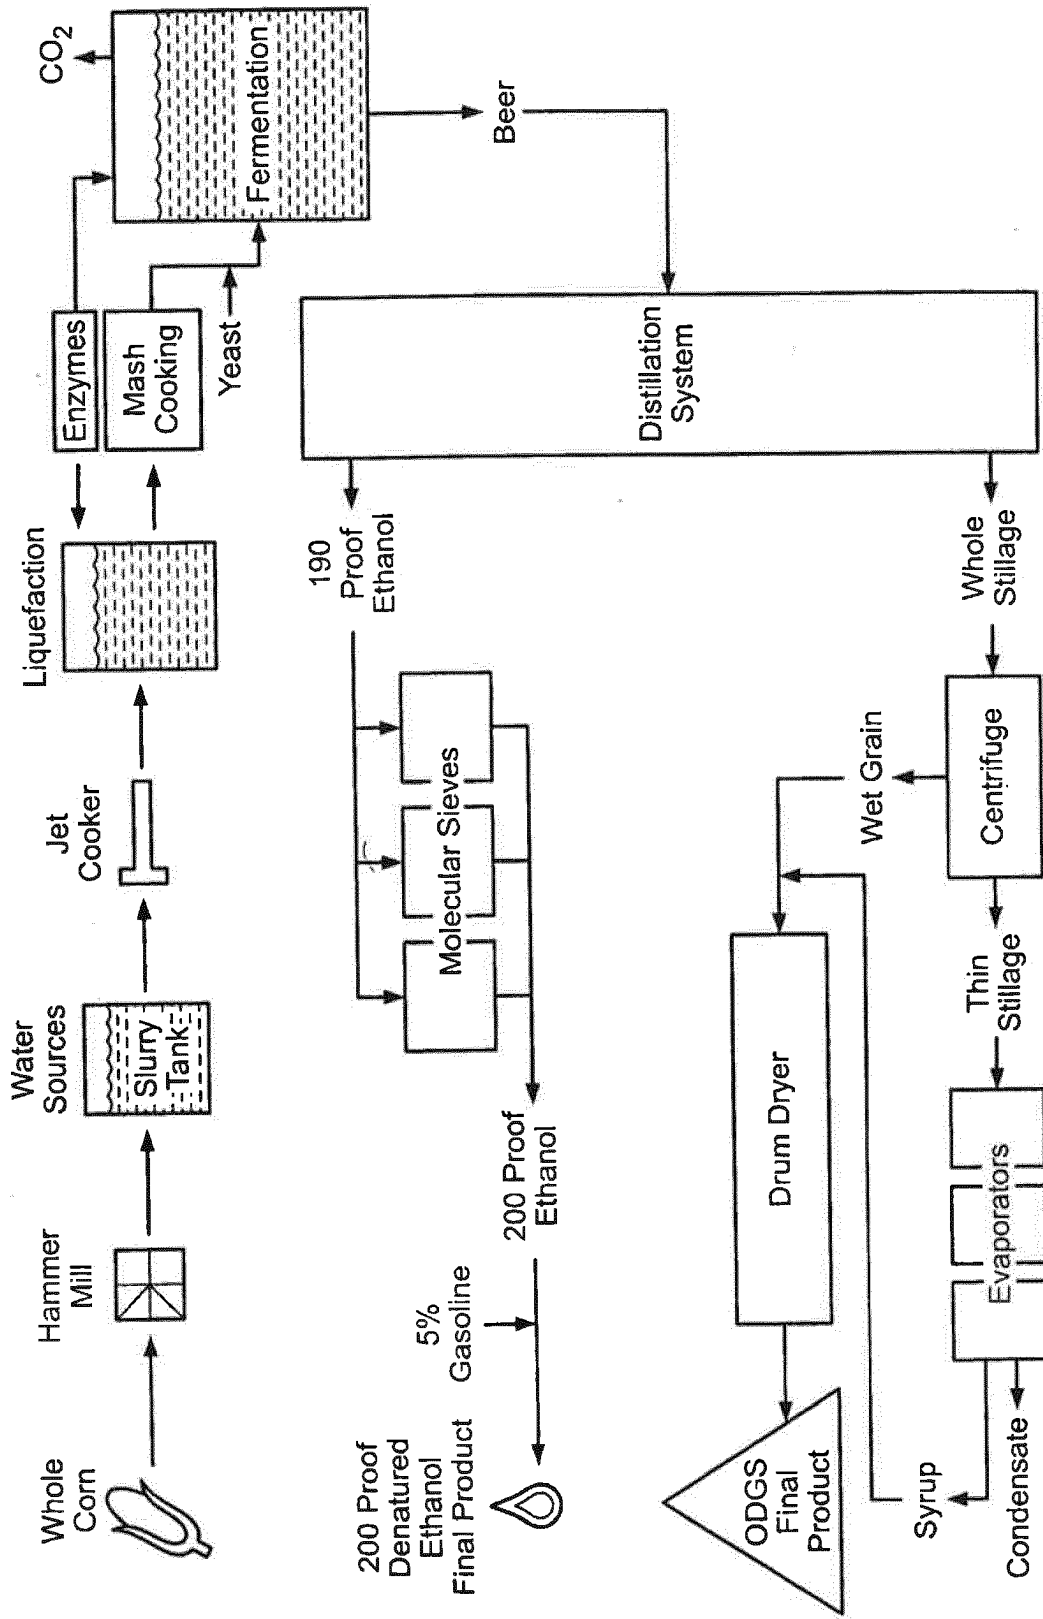 Whole
Corn
Hammer
Mill
Water
Sources
Slurry
Tank
Jet
Cooker
Liquefaction
Enzymes
Mash
Cooking
Yeast
CO2
Fermentation
Beer
Distillation
System
190
Proof
Ethanol
Molecular Sieves
200 Proof
Ethanol
5%
Gasoline
200 Proof
Denatured
Ethanol
Final Product
Whole
Stillage
Centrifuge
Wet Grain
Thin
Stillage
Evaporators
Syrup
Condensate
Drum Dryer
ODGS
Final
Product